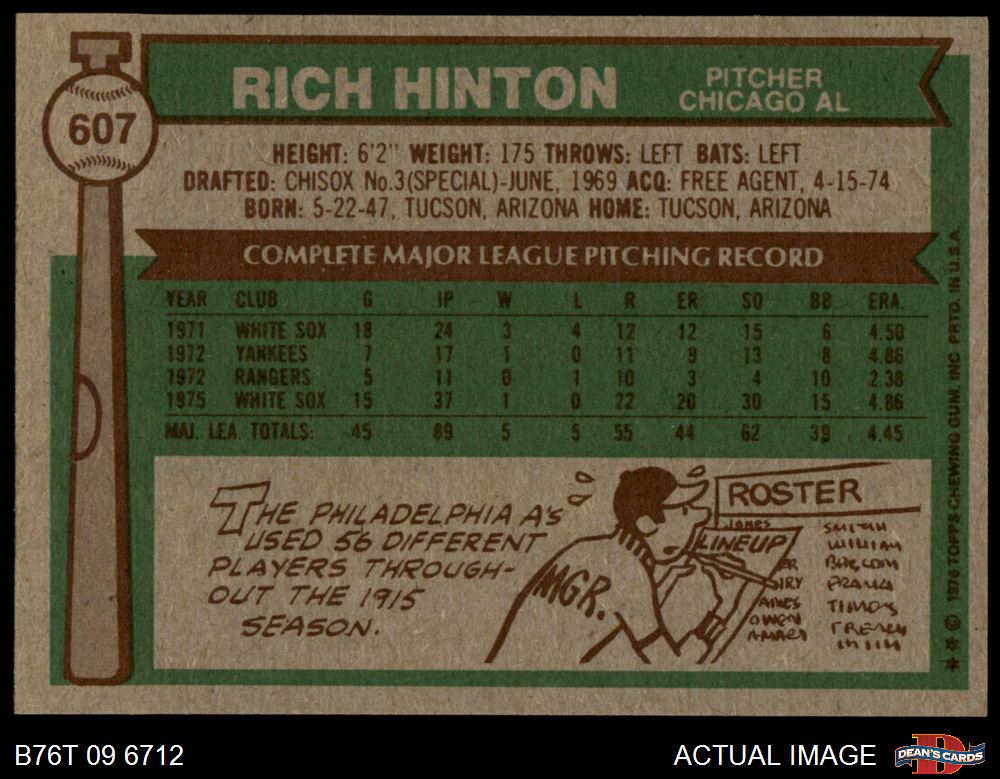 607
RICH HINTON
PITCHER
CHICAGO AL
HEIGHT: 6'2" WEIGHT: 175 THROWS: LEFT BATS: LEFT
DRAFTED: CHISOX No.3(SPECIAL)-JUNE, 1969 ACQ: FREE AGENT, 4-15-74
BORN: 5-22-47, TUCSON, ARIZONA HOME: TUCSON, ARIZONA
COMPLETE MAJOR LEAGUE PITCHING RECORD
YEAR CLUB G IP W L R ER SO BB ERA.
1971 WHITE SOX 18 24 3 4 12 12 15 6 4.50
1972 YANKEES 7 17 1 0 11 9 13 8 4.86
1972 RANGERS 5 11 0 1 10 3 4 10 2.38
1975 WHITE SOX 15 37 1 0 22 20 30 15 4.86
MAJ. LEA. TOTALS: 45 89 5 5 55 44 62 39 4.45
THE PHILADELPHIA A'S
USED 56 DIFFERENT
PLAYERS THROUGH-
OUT THE 1915
SEASON.
MGR.
ROSTER
LINEUP
JONES
SMITH
OWEN
** © 1976 TOPPS CHEWING GUM, INC PRTD. IN U.S.A.
B76T 09 6712
ACTUAL IMAGE
DEAN'S CARDS